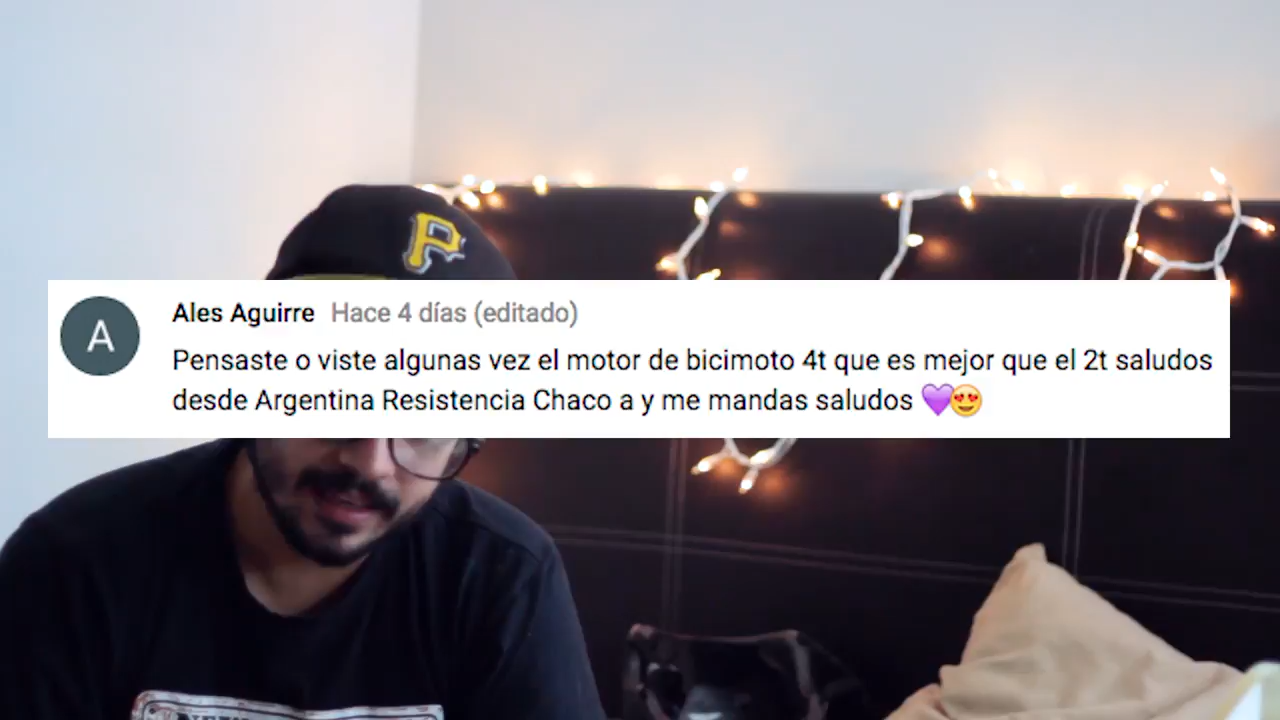 P
A
Ales Aguirre Hace 4 días (editado)
Pensaste o viste algunas vez el motor de bicimoto 4t que es mejor que el 2t saludos
desde Argentina Resistencia Chaco a y me mandas saludos 💜😍